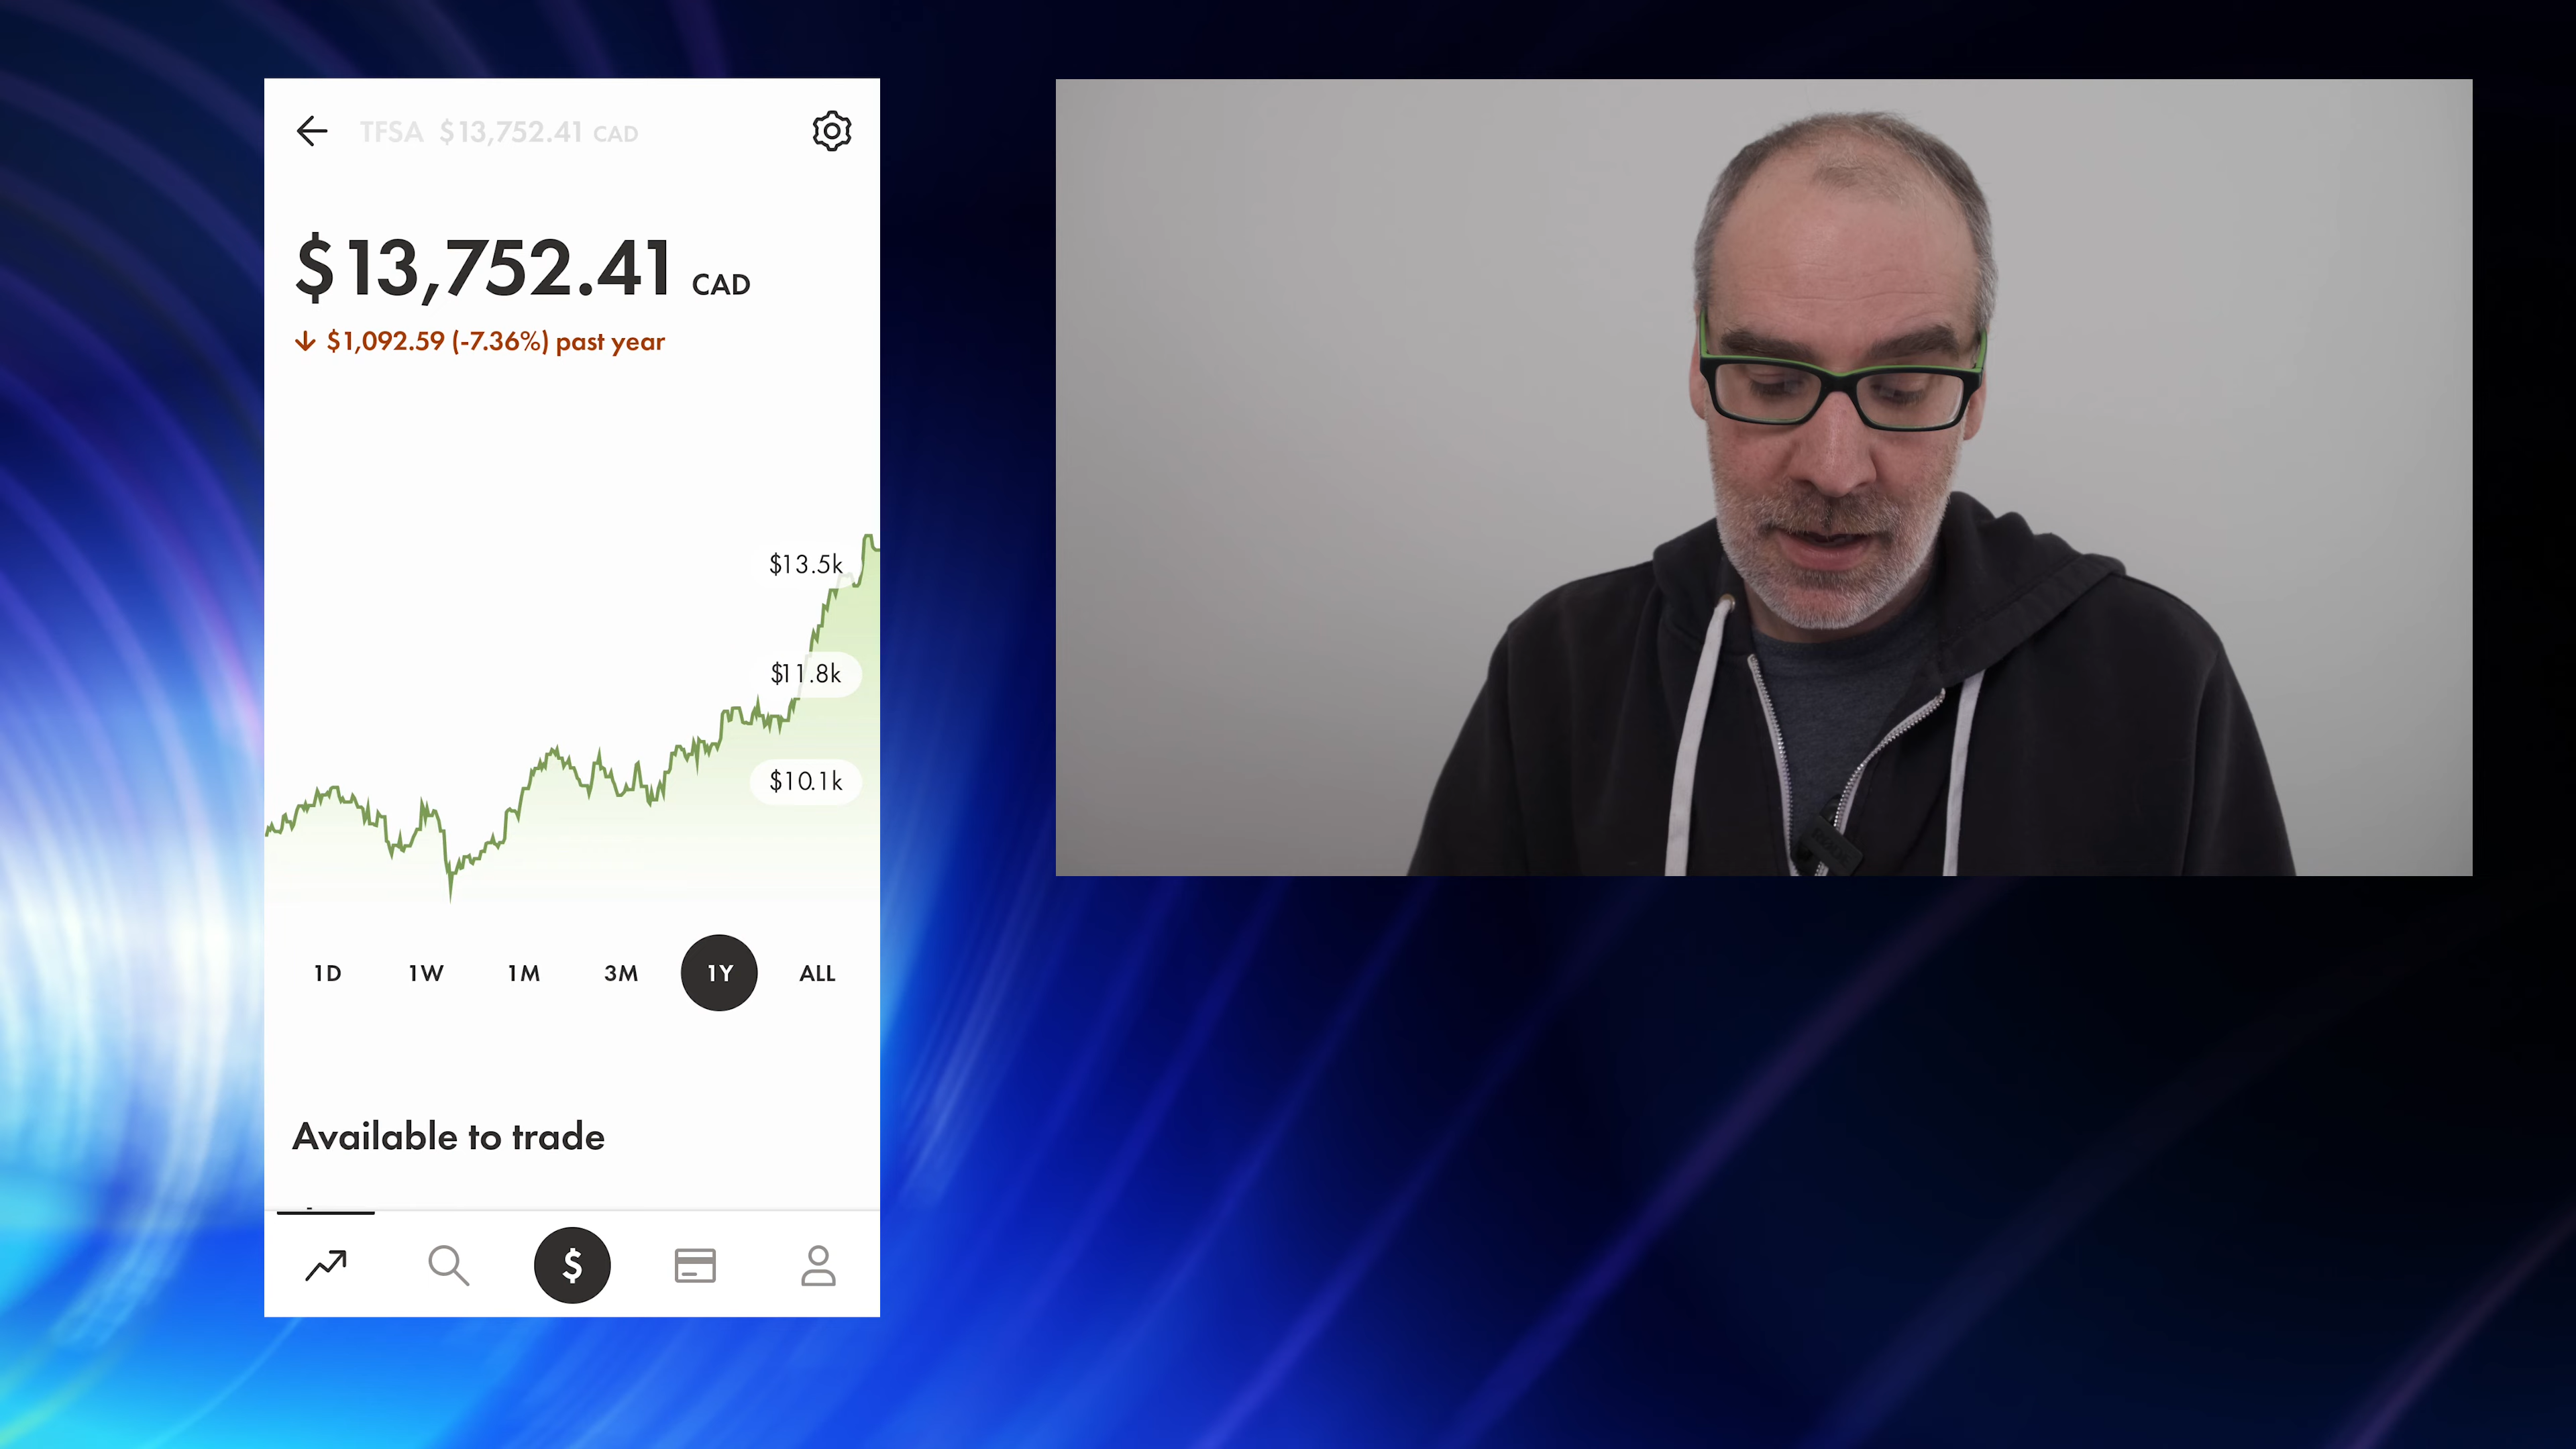 TFSA $13,752.41 CAD
$13,752.41 CAD
↓ $1,092.59 (-7.36%) past year
$13.5k
$11.8k
$10.1k
1D 1W 1M 3M 1Y ALL
Available to trade
$